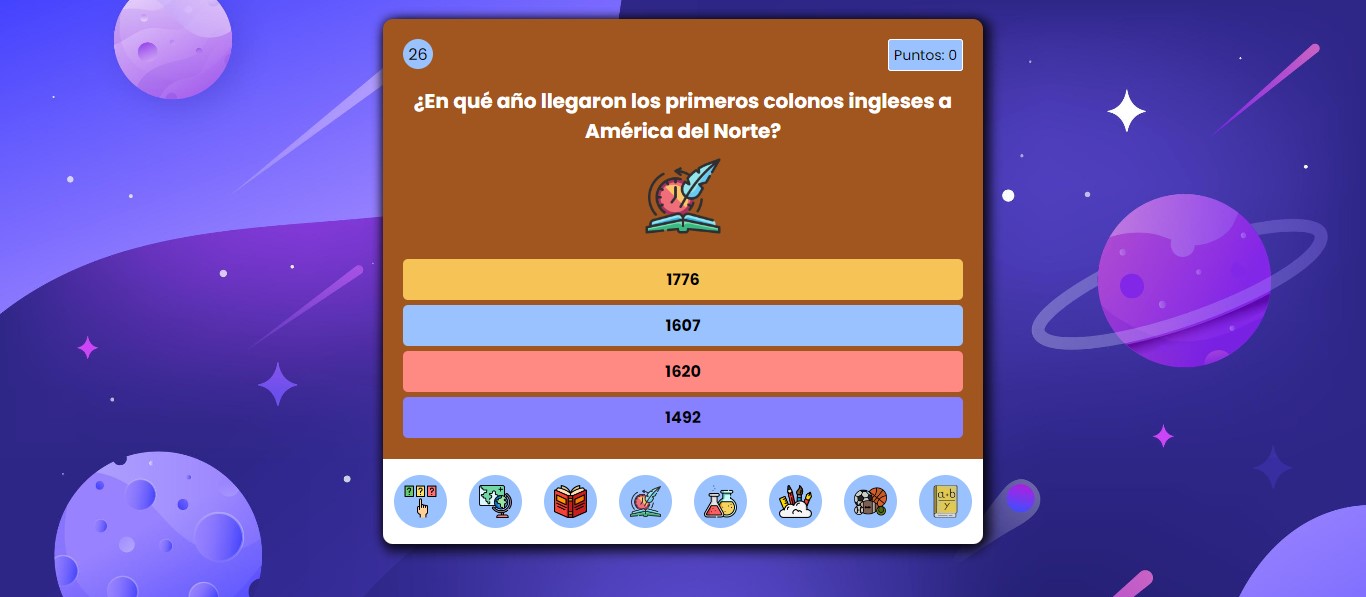 26
Puntos: 0
¿En qué año llegaron los primeros colonos ingleses a
América del Norte?
1776
1607
1620
1492
? ? ?
a+b
y